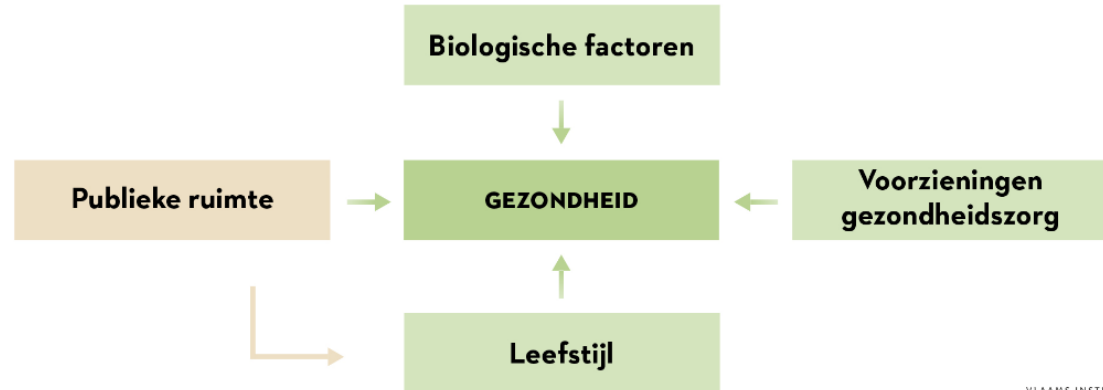 Biologische factoren
Publieke ruimte
GEZONDHEID
Voorzieningen
gezondheidszorg
Leefstijl